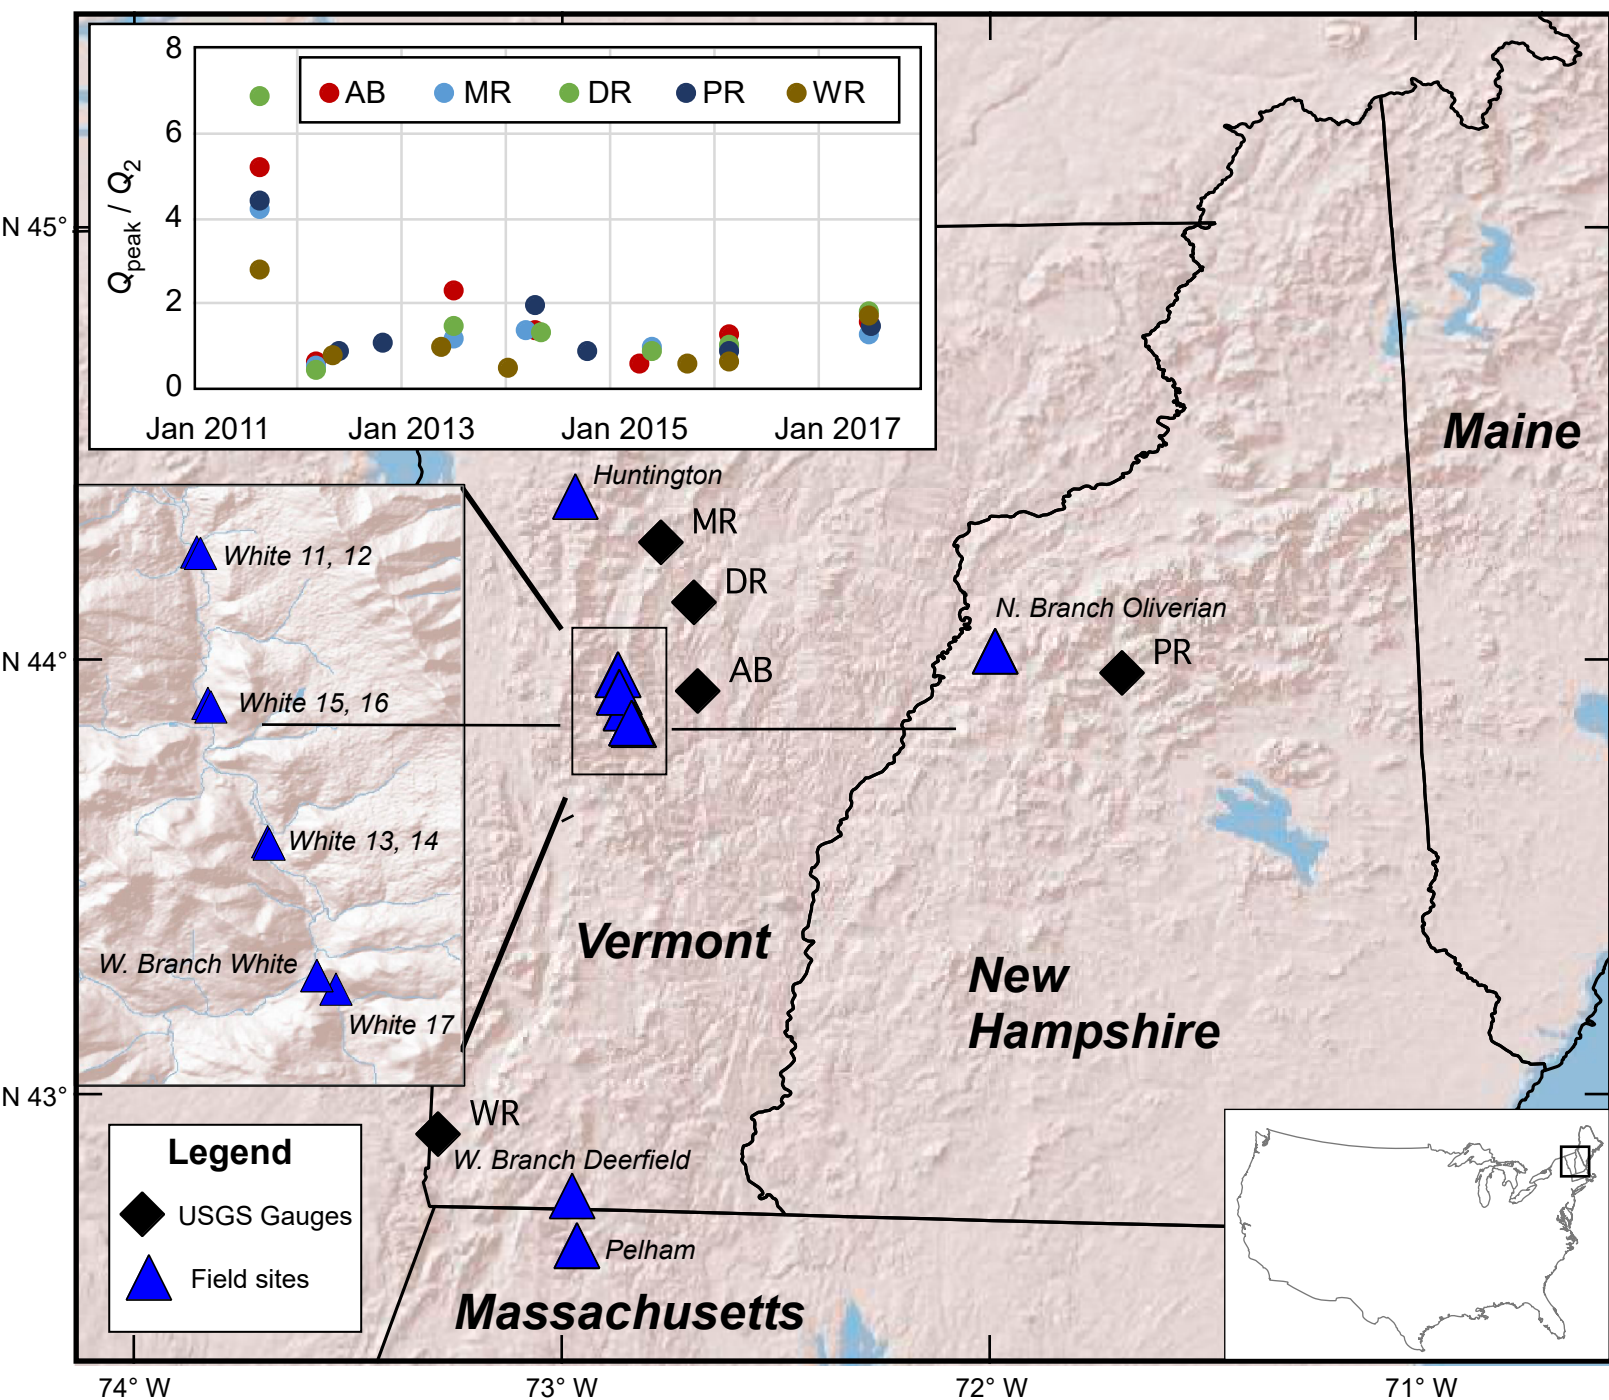 8
6
4
2
0
Qpeak / Q2
AB MR DR PR WR
Jan 2011 Jan 2013 Jan 2015 Jan 2017
N 45°
N 44°
N 43°
Maine
Huntington
MR
DR
AB
N. Branch Oliverian
PR
White 11, 12
White 15, 16
White 13, 14
W. Branch White
White 17
Vermont
New
Hampshire
WR
W. Branch Deerfield
Pelham
Massachusetts
Legend
USGS Gauges
Field sites
74° W 73° W 72° W 71° W